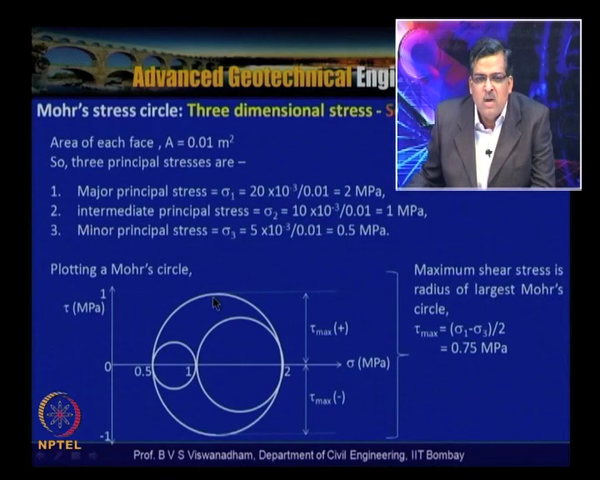 Advanced Geotechnical Engi
Mohr's stress circle: Three dimensional stress - S
Area of each face , A = 0.01 m²
So, three principal stresses are –
1. Major principal stress = σ₁ = 20 x10⁻³/0.01 = 2 MPa,
2. intermediate principal stress = σ₂ = 10 x10⁻³/0.01 = 1 MPa,
3. Minor principal stress = σ₃ = 5 x10⁻³/0.01 = 0.5 MPa.
Plotting a Mohr's circle,
1
τ (MPa)
τmax (+)
0
0.5
1
2
σ (MPa)
τmax (-)
-1
Maximum shear stress is
radius of largest Mohr's
circle,
τmax = (σ₁-σ₃)/2
= 0.75 MPa
NPTEL
Prof. B V S Viswanadham, Department of Civil Engineering, IIT Bombay